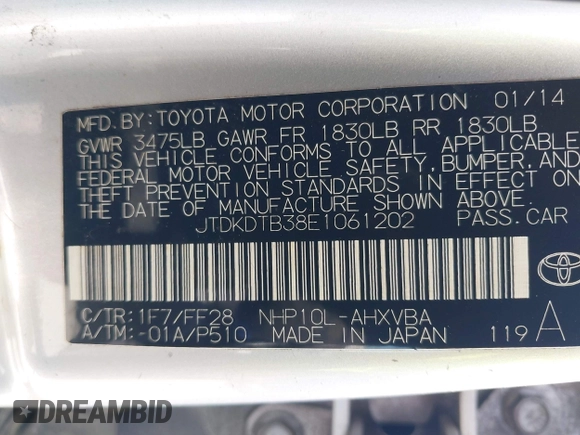 MFD.BY:TOYOTA MOTOR CORPORATION 01/14
GVWR 3475LB GAWR FR 1830LB RR 1830LB
THIS VEHICLE CONFORMS TO ALL APPLICABLE
FEDERAL MOTOR VEHICLE SAFETY, BUMPER, AND
THEFT PREVENTION STANDARDS IN EFFECT ON
THE DATE OF MANUFACTURE SHOWN ABOVE.
JTDKDTB38E1061202 PASS.CAR
C/TR:1F7/FF28 NHP10L-AHXVBA
A/TM:-01A/P510 MADE IN JAPAN 119 A
DREAMBID